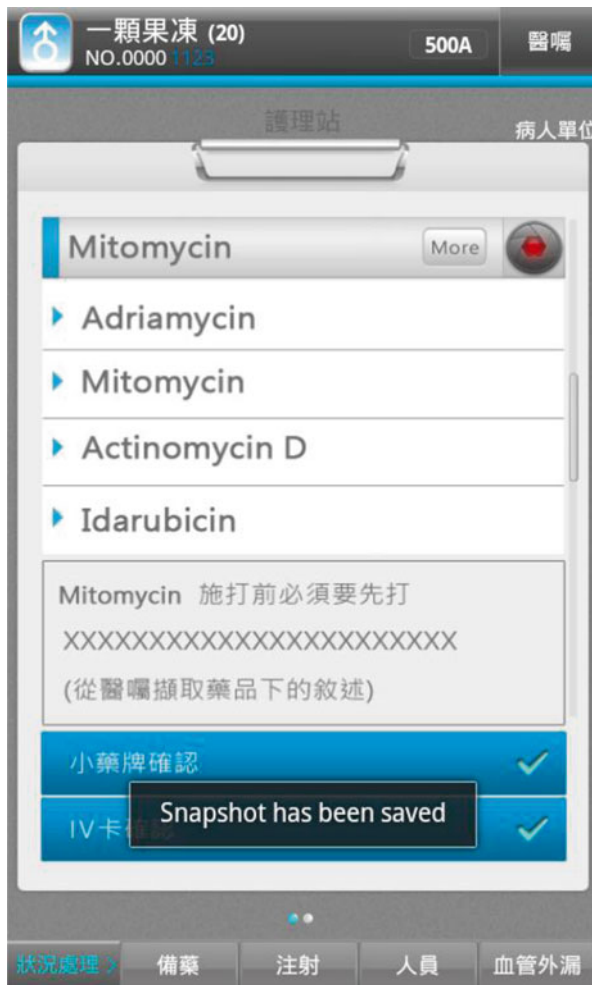 一顆果凍 (20)
NO.0000 1123
500A
醫囑
護理站
病人單位
Mitomycin
More
Adriamycin
Mitomycin
Actinomycin D
Idarubicin
Mitomycin 施打前必須要先打
XXXXXXXXXXXXXXXXXXXXXXXX
(從醫囑擷取藥品下的敘述)
小藥牌確認
Snapshot has been saved
IV卡確認
狀況處理 >
備藥
注射
人員
血管外漏